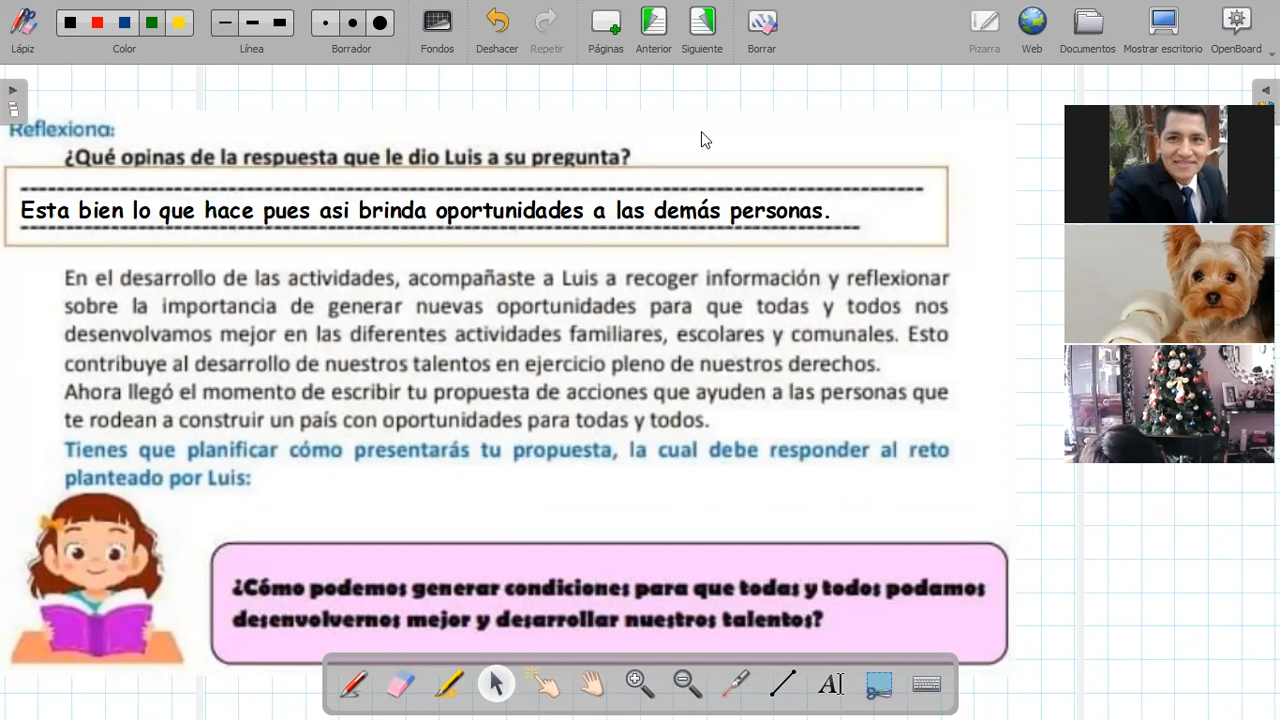 Lápiz
Color
Línea
Borrador
Fondos
Deshacer
Repetir
Páginas
Anterior
Siguiente
Borrar
Pizarra
Web
Documentos
Mostrar escritorio
OpenBoard
Reflexiona:
¿Qué opinas de la respuesta que le dio Luis a su pregunta?
Esta bien lo que hace pues asi brinda oportunidades a las demás personas.
En el desarrollo de las actividades, acompañaste a Luis a recoger información y reflexionar
sobre la importancia de generar nuevas oportunidades para que todas y todos nos
desenvolvamos mejor en las diferentes actividades familiares, escolares y comunales. Esto
contribuye al desarrollo de nuestros talentos en ejercicio pleno de nuestros derechos.
Ahora llegó el momento de escribir tu propuesta de acciones que ayuden a las personas que
te rodean a construir un país con oportunidades para todas y todos.
Tienes que planificar cómo presentarás tu propuesta, la cual debe responder al reto
planteado por Luis:
¿Cómo podemos generar condiciones para que todas y todos podamos
desenvolvernos mejor y desarrollar nuestros talentos?
AI